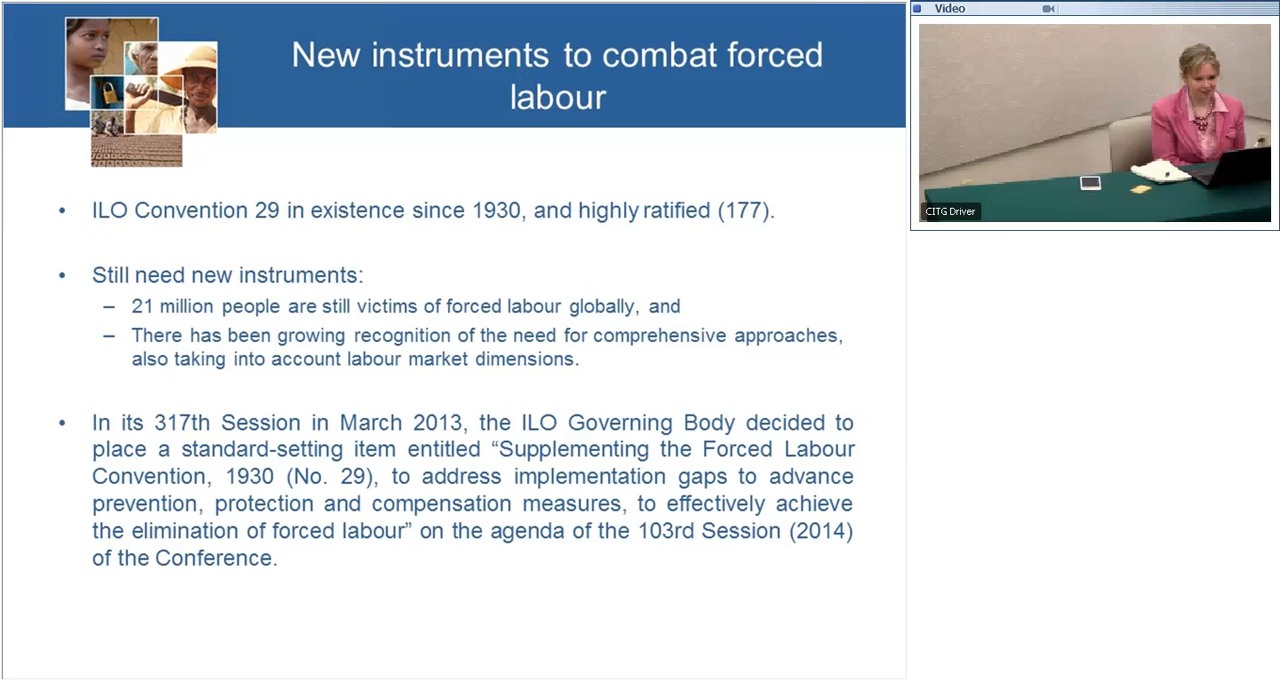 New instruments to combat forced
labour
• ILO Convention 29 in existence since 1930, and highly ratified (177).
• Still need new instruments:
– 21 million people are still victims of forced labour globally, and
– There has been growing recognition of the need for comprehensive approaches,
also taking into account labour market dimensions.
• In its 317th Session in March 2013, the ILO Governing Body decided to
place a standard-setting item entitled “Supplementing the Forced Labour
Convention, 1930 (No. 29), to address implementation gaps to advance
prevention, protection and compensation measures, to effectively achieve
the elimination of forced labour” on the agenda of the 103rd Session (2014)
of the Conference.
Video
CITG Driver